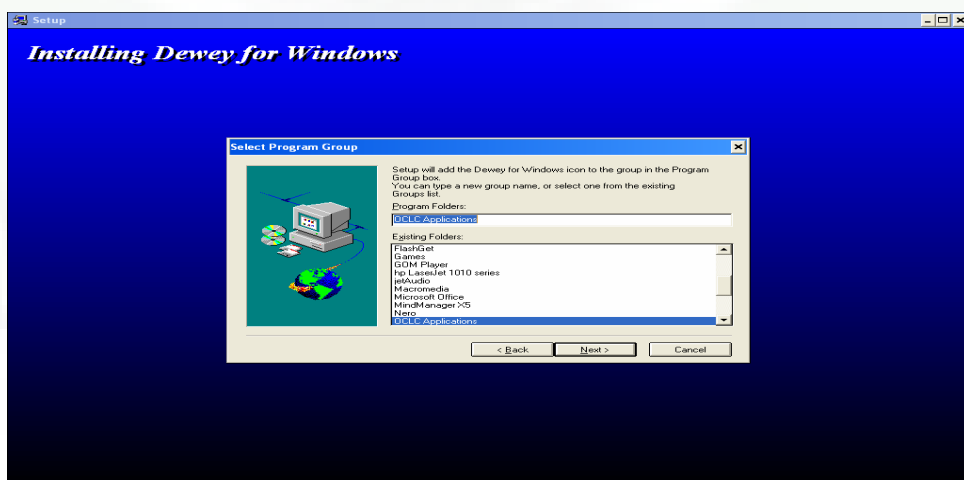 Setup
Installing Dewey for Windows
Select Program Group
Setup will add the Dewey for Windows icon to the group in the Program
Group box.
You can type a new group name, or select one from the existing
Groups list.
Program Folders:
OCLC Applications
Existing Folders:
FlashGet
Games
GOM Player
hp LaserJet 1010 series
jetAudio
Macromedia
Microsoft Office
MindManager X5
Nero
OCLC Applications
< Back Next > Cancel